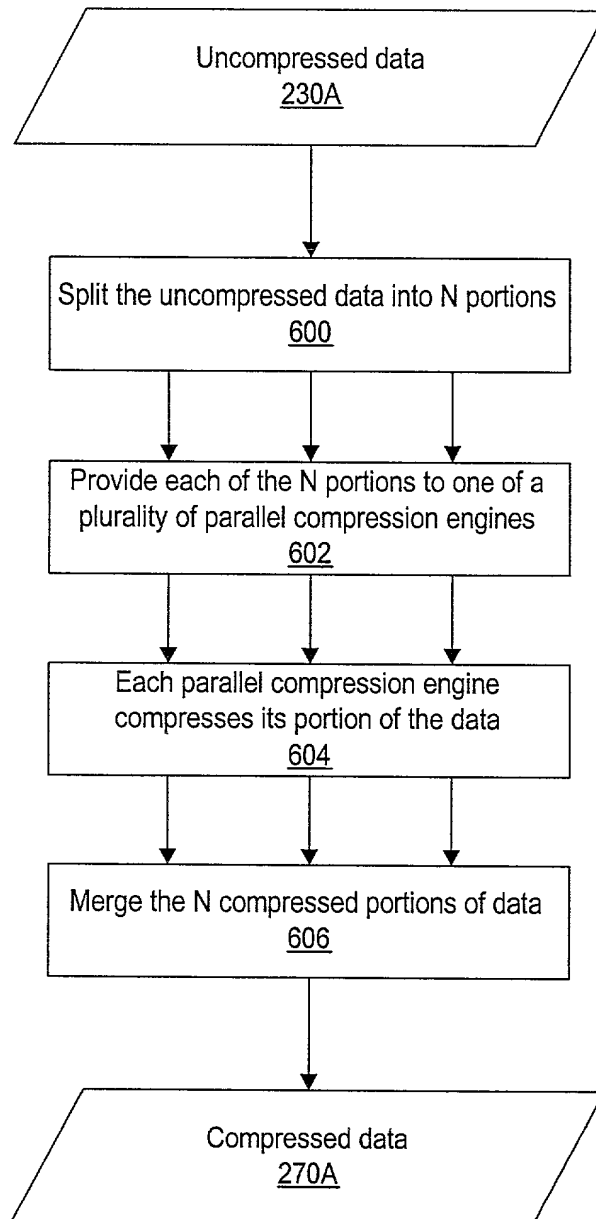 Uncompressed data
230A
Split the uncompressed data into N portions
600
Provide each of the N portions to one of a
plurality of parallel compression engines
602
Each parallel compression engine
compresses its portion of the data
604
Merge the N compressed portions of data
606
Compressed data
270A